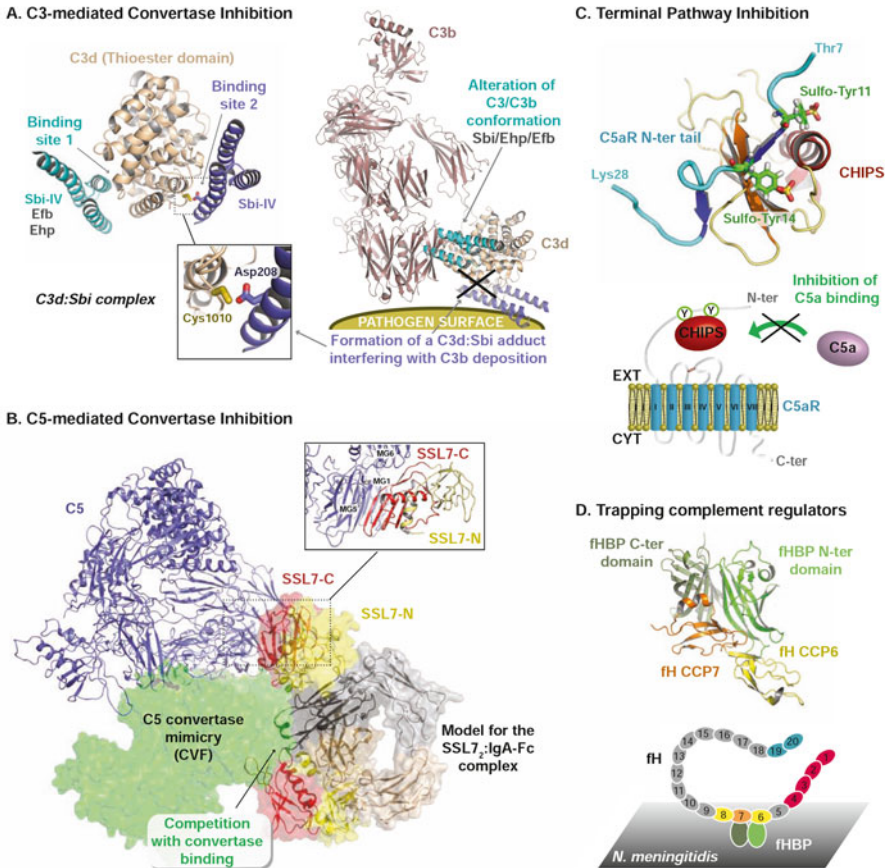 A. C3-mediated Convertase Inhibition
C3d (Thioester domain)
Binding
site 1
Binding
site 2
Sbi-IV
Efb
Ehp
Sbi-IV
C3d:Sbi complex
Asp208
Cys1010
C3b
Alteration of
C3/C3b
conformation
Sbi/Ehp/Efb
C3d
PATHOGEN SURFACE
Formation of a C3d:Sbi adduct
interfering with C3b deposition
B. C5-mediated Convertase Inhibition
C5
MG6
MG1
MG5
SSL7-C
SSL7-N
SSL7-C
SSL7-N
C5 convertase
mimicry
(CVF)
Model for the
SSL7₂:IgA-Fc
complex
Competition
with convertase
binding
C. Terminal Pathway Inhibition
Thr7
Sulfo-Tyr11
C5aR N-ter tail
Lys28
CHIPS
Sulfo-Tyr14
N-ter
Inhibition of
C5a binding
Y Y
CHIPS
C5a
EXT
I II III IV V VI VII
C5aR
CYT
C-ter
D. Trapping complement regulators
fHBP C-ter
domain
fHBP N-ter
domain
fH CCP7
fH CCP6
fH
20 19 18 17 16 15 14 13 12 11 10 9 8 7 6 5 4 3 2 1
fHBP
N. meningitidis